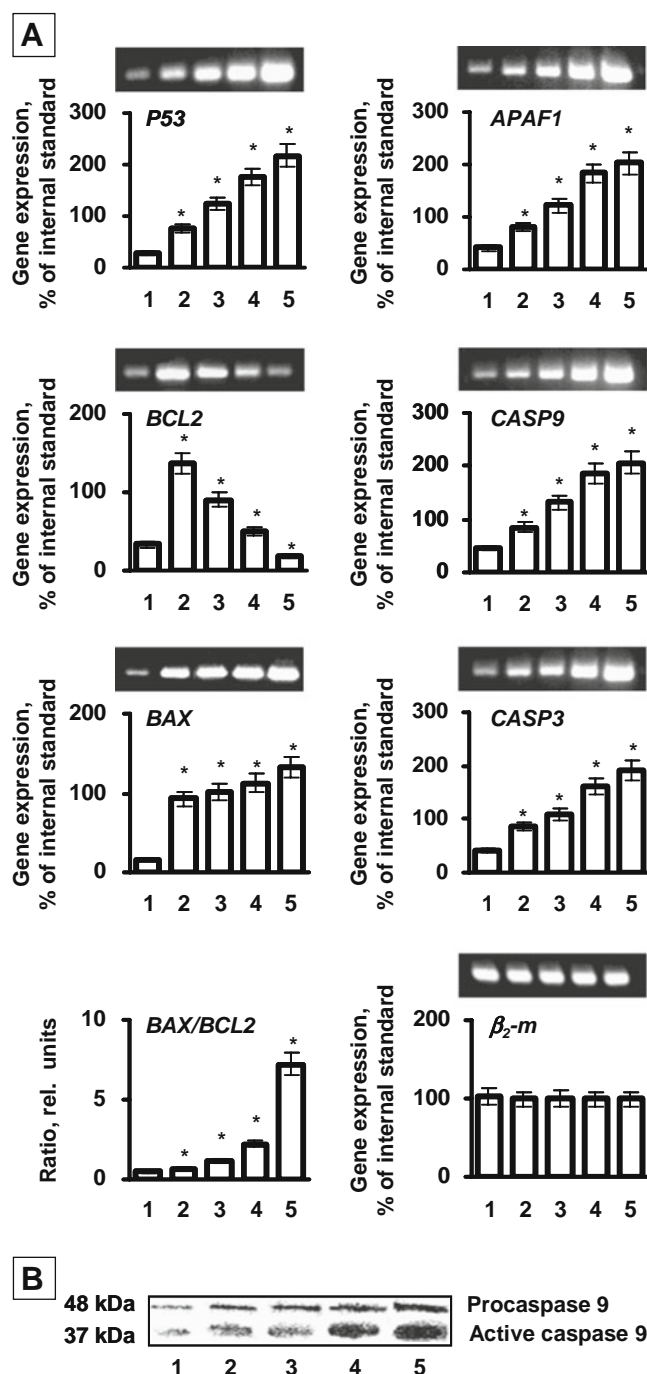 A
P53
Gene expression,
% of internal standard
300
200
100
0
* * * *
1 2 3 4 5
APAF1
Gene expression,
% of internal standard
300
200
100
0
* * * *
1 2 3 4 5
BCL2
Gene expression,
% of internal standard
200
100
0
* * * *
1 2 3 4 5
CASP9
Gene expression,
% of internal standard
300
200
100
0
* * * *
1 2 3 4 5
BAX
Gene expression,
% of internal standard
200
100
0
* * * *
1 2 3 4 5
CASP3
Gene expression,
% of internal standard
300
200
100
0
* * * *
1 2 3 4 5
BAX/BCL2
Ratio, rel. units
10
5
0
* * * *
1 2 3 4 5
β₂-m
Gene expression,
% of internal standard
200
100
0
1 2 3 4 5
B
48 kDa Procaspase 9
37 kDa Active caspase 9
1 2 3 4 5